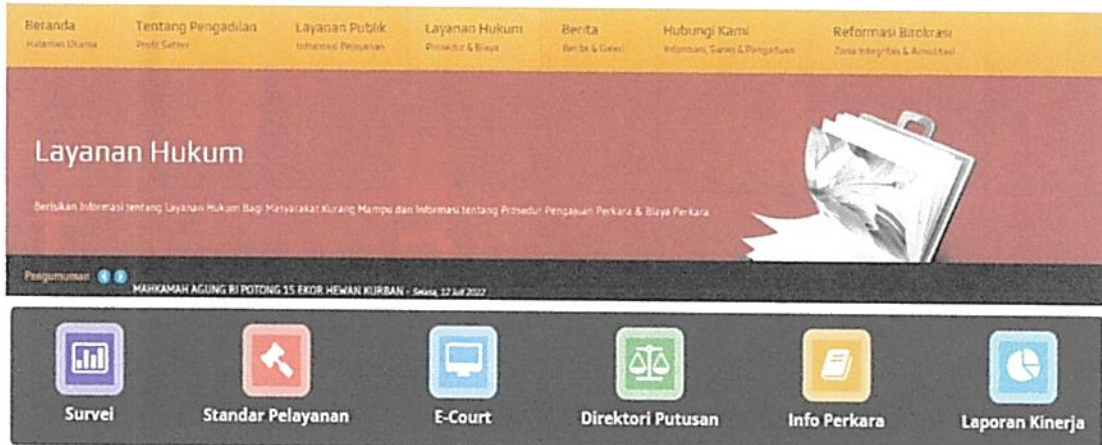 Beranda Tentang Pengadilan Layanan Publik Layanan Hukum Berita Hubungi Kami Reformasi Birokrasi
Halaman Utama Profil Satker Informasi Pelayanan Prosedur & Biaya Berita & Galeri Informasi, Saran & Pengaduan Zona Integritas & Akreditasi
Layanan Hukum
Berisikan Informasi tentang Layanan Hukum Bagi Masyarakat Kurang Mampu dan Informasi tentang Prosedur Pengajuan Perkara & Biaya Perkara
Pengumuman
MAHKAMAH AGUNG RI POTONG 15 EKOR HEWAN KURBAN - Selasa, 12 Juli 2022
Survei Standar Pelayanan E-Court Direktori Putusan Info Perkara Laporan Kinerja